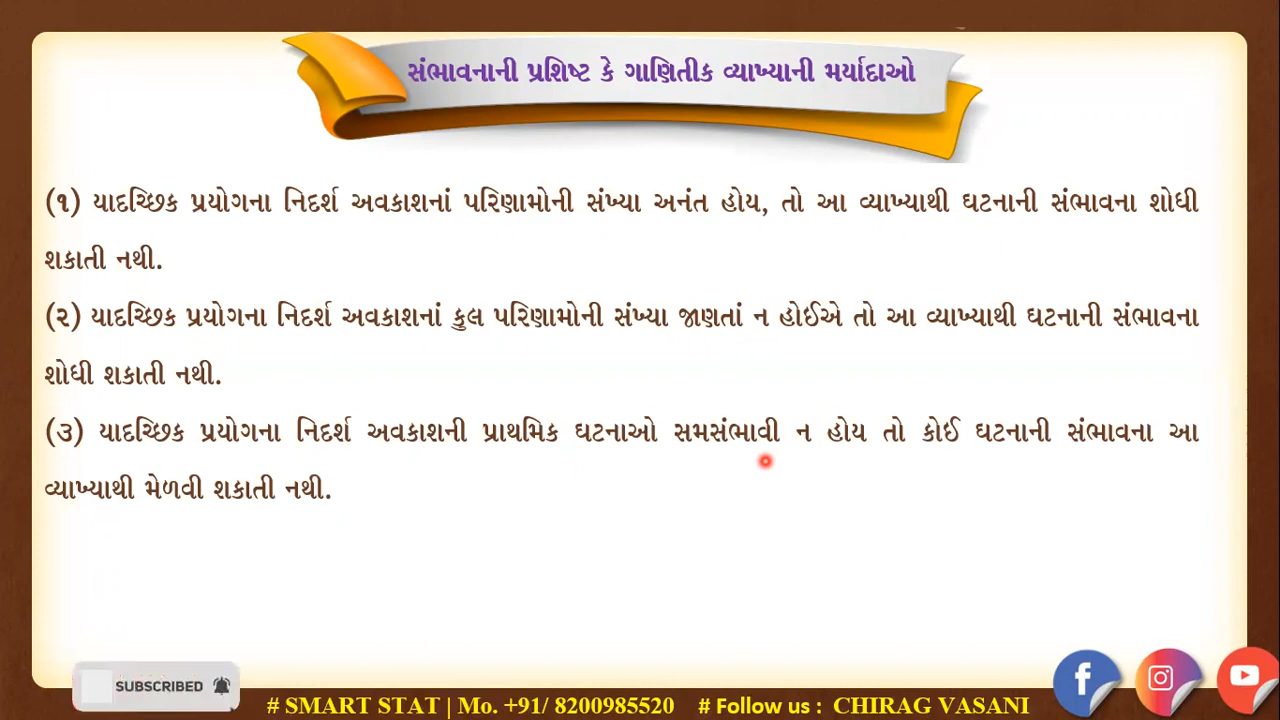 સંભાવનાની પ્રશિષ્ટ કે ગાણિતીક વ્યાખ્યાની મર્યાદાઓ
(૧) યાદચ્છિક પ્રયોગના નિદર્શ અવકાશનાં પરિણામોની સંખ્યા અનંત હોય, તો આ વ્યાખ્યાથી ઘટનાની સંભાવના શોધી
શકાતી નથી.
(૨) યાદચ્છિક પ્રયોગના નિદર્શ અવકાશનાં કુલ પરિણામોની સંખ્યા જાણતાં ન હોઈએ તો આ વ્યાખ્યાથી ઘટનાની સંભાવના
શોધી શકાતી નથી.
(૩) યાદચ્છિક પ્રયોગના નિદર્શ અવકાશની પ્રાથમિક ઘટનાઓ સમસંભાવી ન હોય તો કોઈ ઘટનાની સંભાવના આ
વ્યાખ્યાથી મેળવી શકાતી નથી.
SUBSCRIBED
# SMART STAT | Mo. +91/ 8200985520 # Follow us : CHIRAG VASANI